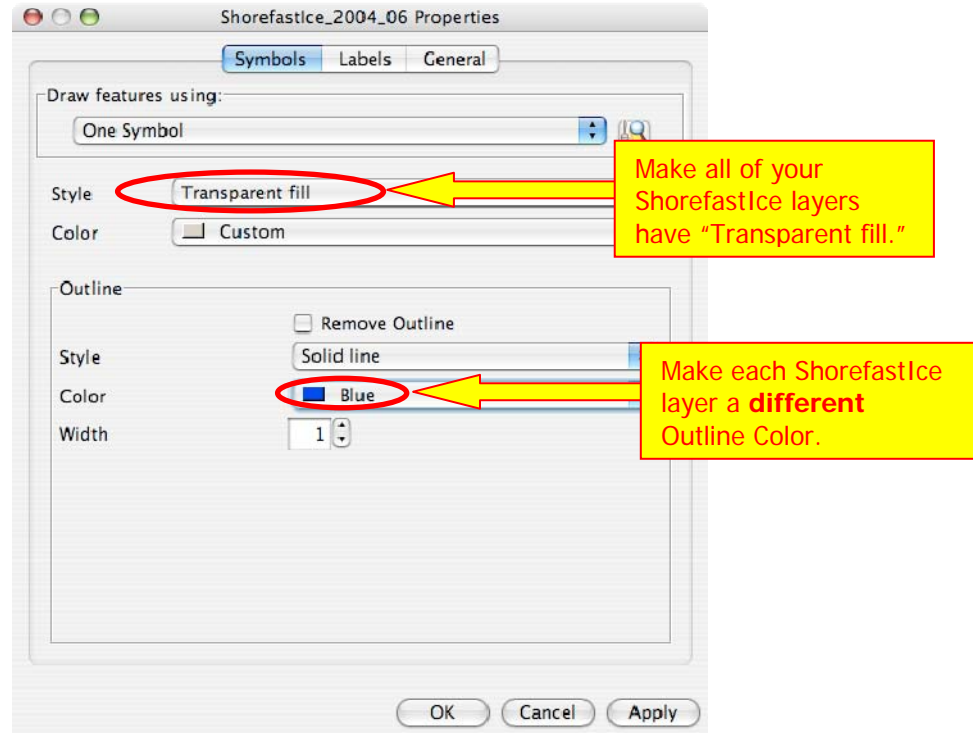 ShorefastIce_2004_06 Properties
Symbols Labels General
Draw features using:
One Symbol
Style Transparent fill
Color Custom
Make all of your
ShorefastIce layers
have “Transparent fill.”
Outline
Remove Outline
Style Solid line
Color Blue
Width 1
Make each ShorefastIce
layer a different
Outline Color.
OK Cancel Apply